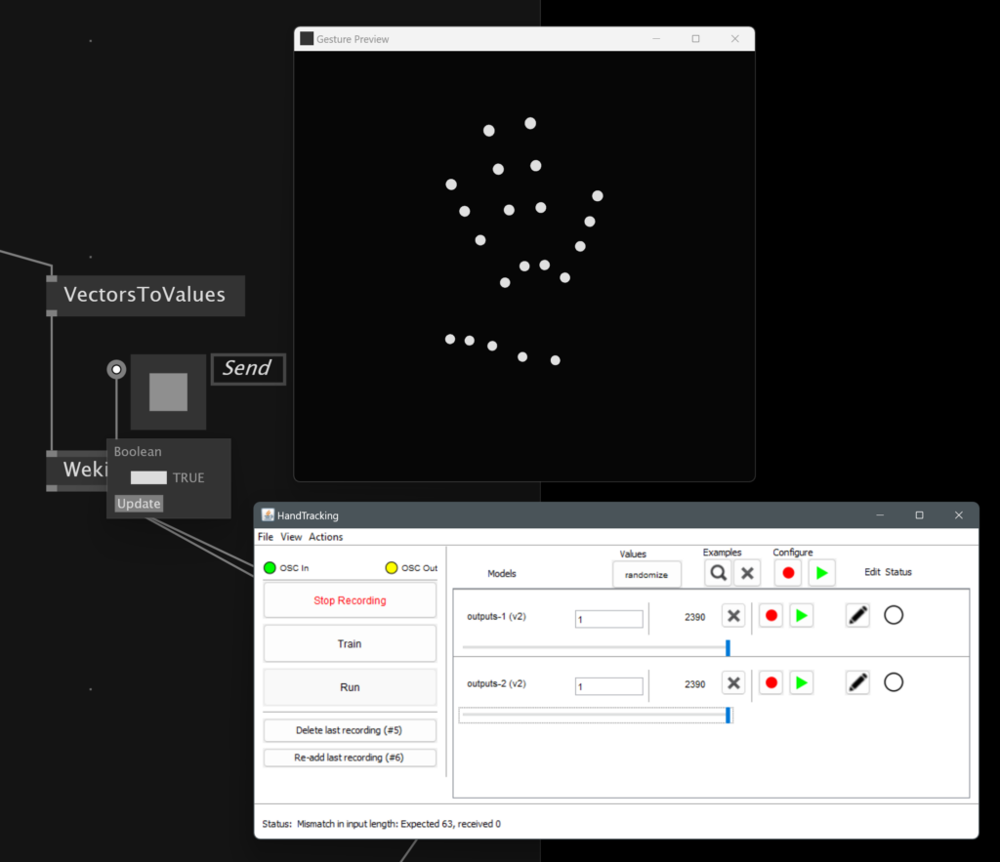 Gesture Preview
VectorsToValues
Send
Boolean
TRUE
Update
HandTracking
File View Actions
OSC In
OSC Out
Stop Recording
Train
Run
Delete last recording (#5)
Re-add last recording (#6)
Models
Values
randomize
Examples
Configure
Edit Status
outputs-1 (v2)
1
2390
outputs-2 (v2)
1
2390
Status: Mismatch in input length: Expected 63, received 0